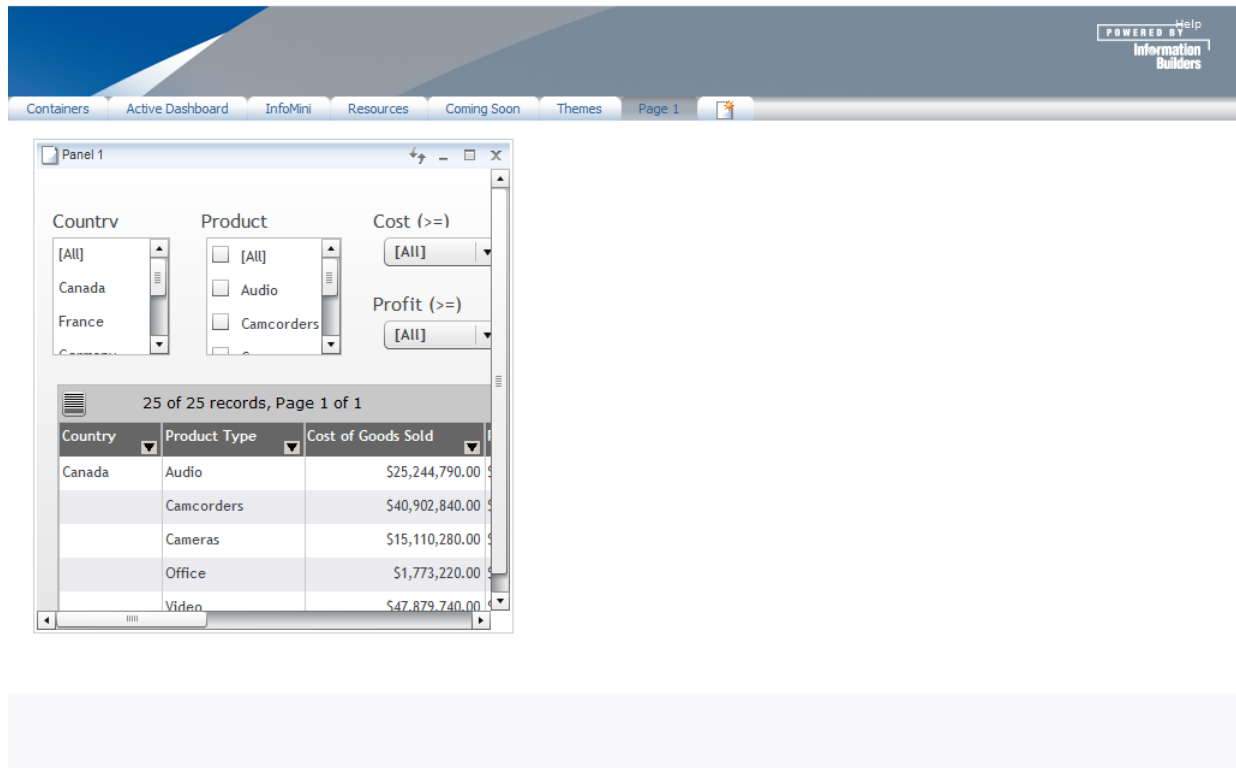 Help
POWERED BY
Information
Builders
Containers Active Dashboard InfoMini Resources Coming Soon Themes Page 1
Panel 1
Country Product Cost (>=)
[All] [All] [All]
Canada Audio
Profit (>=)
France Camcorders
[All]
Germany
25 of 25 records, Page 1 of 1
Country Product Type Cost of Goods Sold
Canada Audio $25,244,790.00
Camcorders $40,902,840.00
Cameras $15,110,280.00
Office $1,773,220.00
Video $47,879,740.00